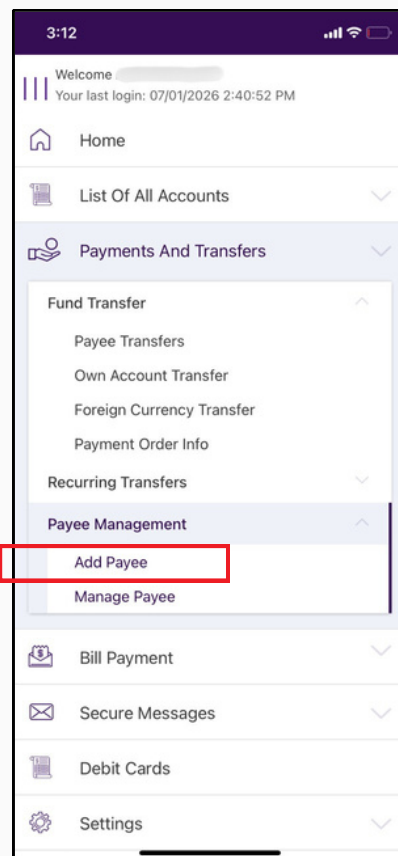 3:12
Welcome
Your last login: 07/01/2026 2:40:52 PM
Home
List Of All Accounts
Payments And Transfers
Fund Transfer
Payee Transfers
Own Account Transfer
Foreign Currency Transfer
Payment Order Info
Recurring Transfers
Payee Management
Add Payee
Manage Payee
Bill Payment
Secure Messages
Debit Cards
Settings